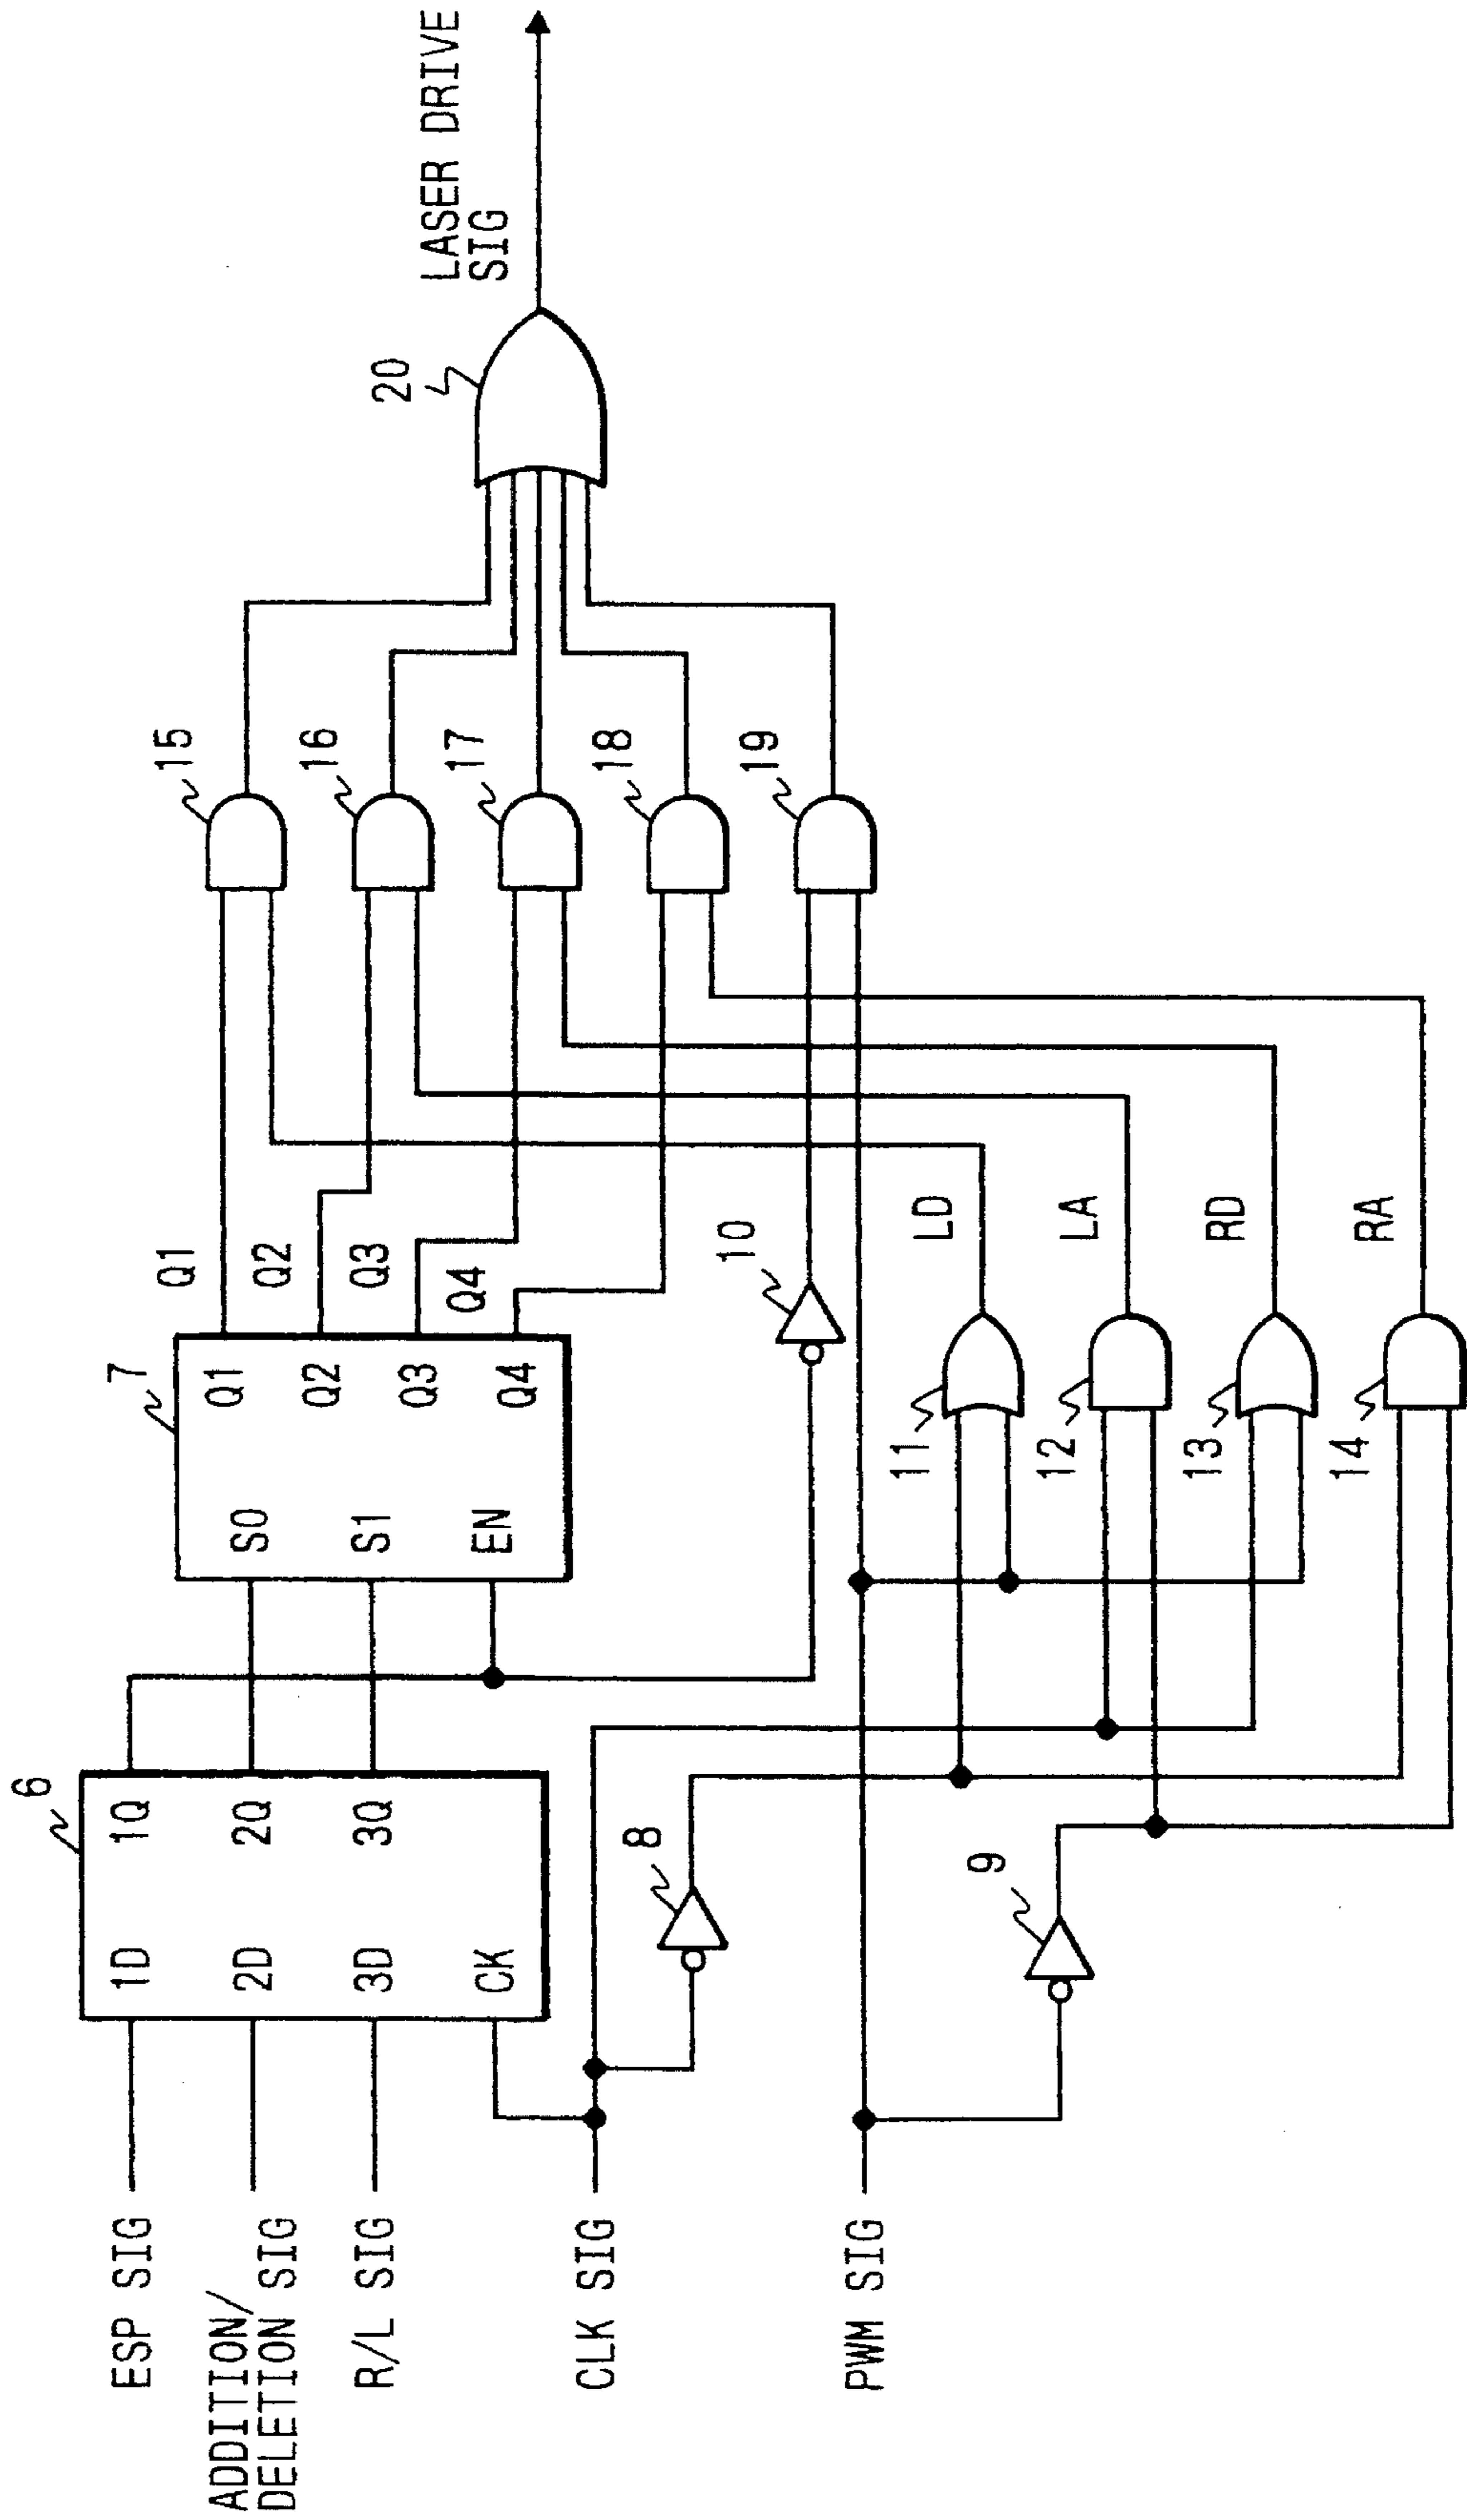 ESP SIG
ADDITION/
DELETION SIG
R/L SIG
CLK SIG
PWM SIG
6
1D
2D
3D
CK
1Q
2Q
3Q
8
9
7
S0
S1
EN
Q1
Q2
Q3
Q4
Q1
Q2
Q3
Q4
10
11
12
13
14
LD
LA
RD
RA
15
16
17
18
19
20
LASER DRIVE
SIG